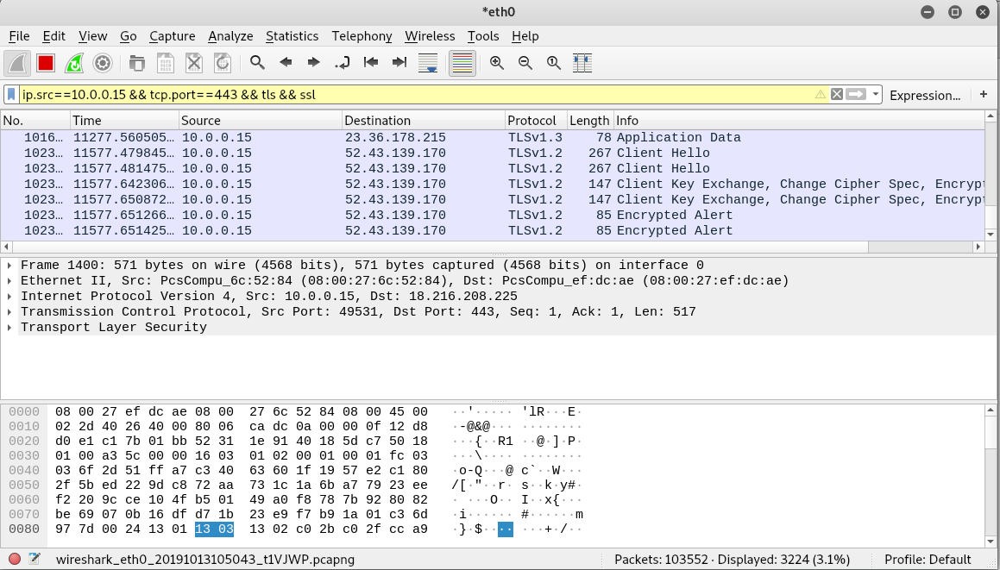 *eth0
File Edit View Go Capture Analyze Statistics Telephony Wireless Tools Help
ip.src==10.0.0.15 && tcp.port==443 && tls && ssl Expression... +
No. Time Source Destination Protocol Length Info
1016… 11277.560505… 10.0.0.15 23.36.178.215 TLSv1.3 78 Application Data
1023… 11577.479845… 10.0.0.15 52.43.139.170 TLSv1.2 267 Client Hello
1023… 11577.481475… 10.0.0.15 52.43.139.170 TLSv1.2 267 Client Hello
1023… 11577.642306… 10.0.0.15 52.43.139.170 TLSv1.2 147 Client Key Exchange, Change Cipher Spec, Encrypt
1023… 11577.650872… 10.0.0.15 52.43.139.170 TLSv1.2 147 Client Key Exchange, Change Cipher Spec, Encrypt
1023… 11577.651266… 10.0.0.15 52.43.139.170 TLSv1.2 85 Encrypted Alert
1023… 11577.651425… 10.0.0.15 52.43.139.170 TLSv1.2 85 Encrypted Alert
Frame 1400: 571 bytes on wire (4568 bits), 571 bytes captured (4568 bits) on interface 0
Ethernet II, Src: PcsCompu_6c:52:84 (08:00:27:6c:52:84), Dst: PcsCompu_ef:dc:ae (08:00:27:ef:dc:ae)
Internet Protocol Version 4, Src: 10.0.0.15, Dst: 18.216.208.225
Transmission Control Protocol, Src Port: 49531, Dst Port: 443, Seq: 1, Ack: 1, Len: 517
Transport Layer Security
0000 08 00 27 ef dc ae 08 00 27 6c 52 84 08 00 45 00 ··'····· 'lR···E·
0010 02 2d 40 26 40 00 80 06 ca dc 0a 00 00 0f 12 d8 ·-@&@··· ········
0020 d0 e1 c1 7b 01 bb 52 31 1e 91 40 18 5d c7 50 18 ···{··R1 ··@·]·P·
0030 01 00 a3 5c 00 00 16 03 01 02 00 01 00 01 fc 03 ···\···· ········
0040 03 6f 2d 51 ff a7 c3 40 63 60 1f 19 57 e2 c1 80 ·o-Q···@ c`··W···
0050 2f 5b ed 22 9d c8 72 aa 73 1c 1a 6b a7 79 23 ee /[·"··r· s··k·y#·
0060 f2 20 9c ce 10 4f b5 01 49 a0 f8 78 7b 92 80 82 · ···O·· I··x{···
0070 be 69 07 0b 16 df d7 1b 23 e9 f7 b9 1a 01 c3 6d ·i······ #······m
0080 97 7d 00 24 13 01 13 03 13 02 c0 2b c0 2f cc a9 ·}·$···· ···+·/··
wireshark_eth0_20191013105043_t1VJWP.pcapng Packets: 103552 · Displayed: 3224 (3.1%) Profile: Default